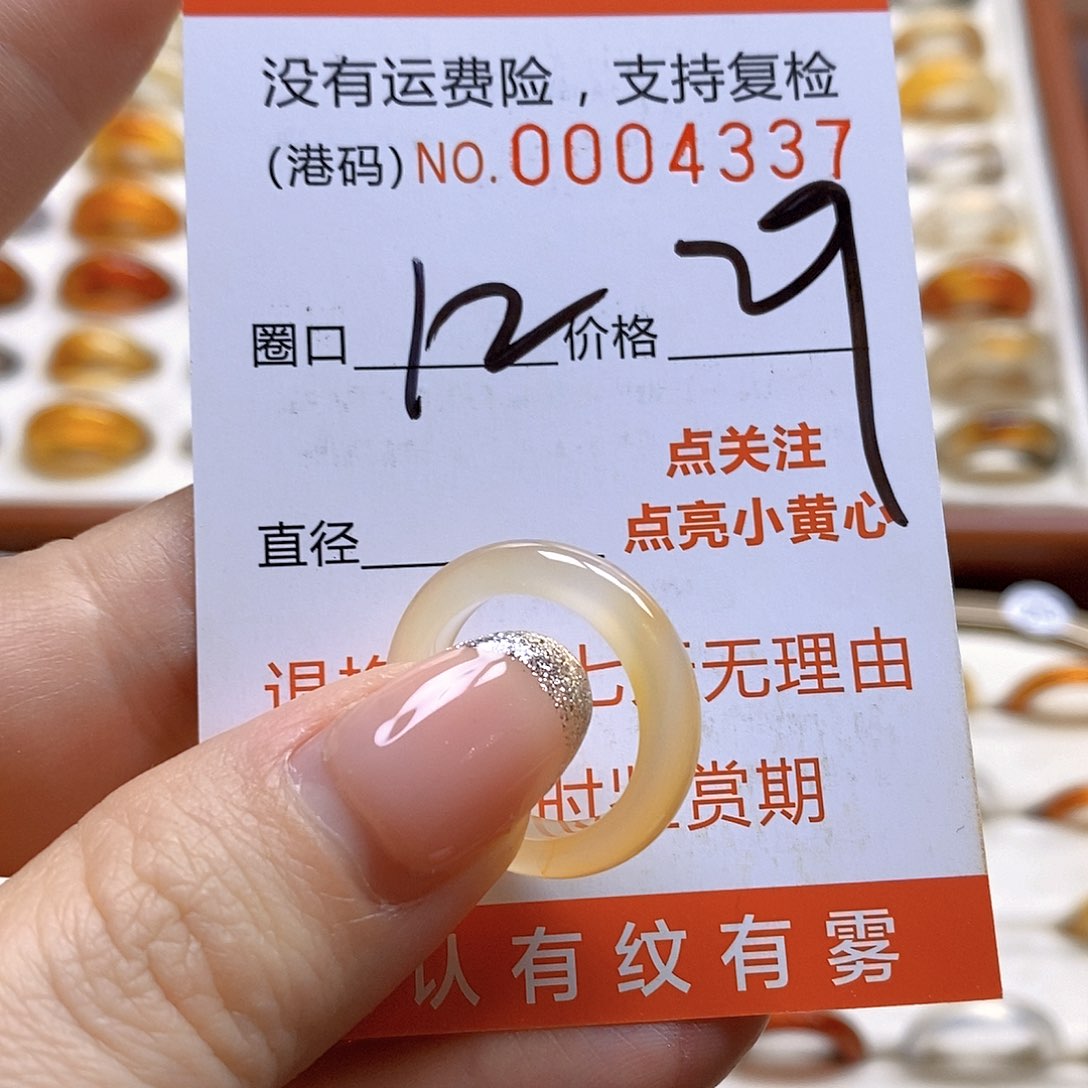 没有运费险，支持复检
(港码) NO.0004337
圈口 12 价格 29
点关注
直径 点亮小黄心
七天无理由
赏期
认有纹有雾